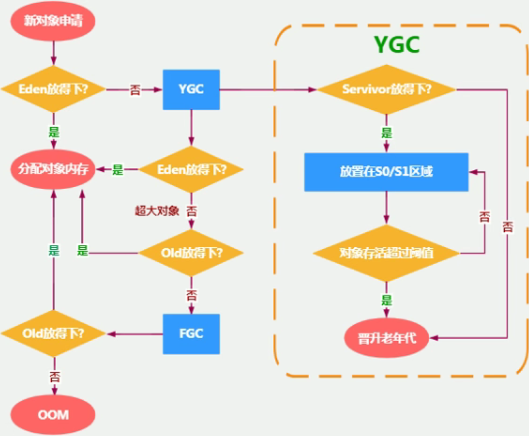 新对象申请
YGC
Eden放得下?
否
YGC
Servivor放得下?
是
是
分配对象内存
是
Eden放得下?
放置在S0/S1区域
超大对象
否
否
否
是
是
Old放得下?
对象存活超过阈值
否
是
Old放得下?
FGC
晋升老年代
否
OOM